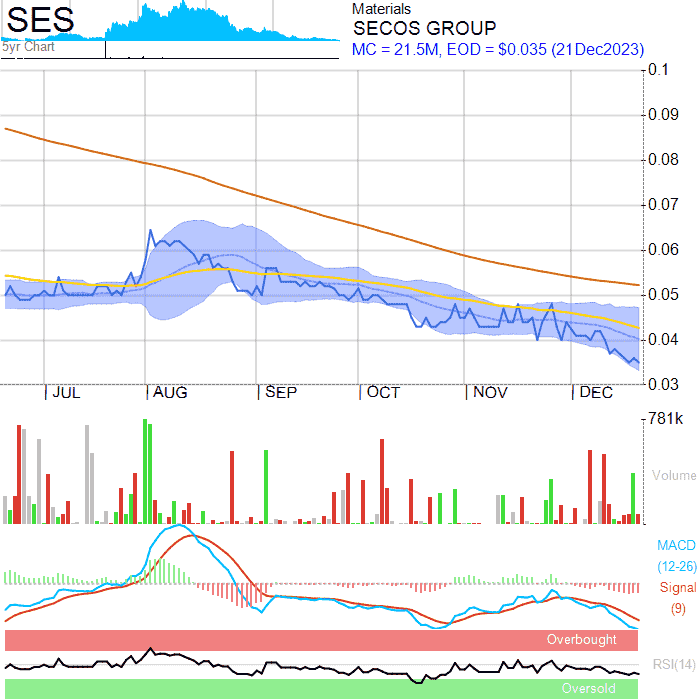 SES
5yr Chart
Materials
SECOS GROUP
MC = 21.5M, EOD = $0.035 (21Dec2023)
0.1
0.09
0.08
0.07
0.06
0.05
0.04
0.03
JUL
AUG
SEP
OCT
NOV
DEC
781k
Volume
MACD
(12-26)
Signal
(9)
Overbought
RSI(14)
Oversold